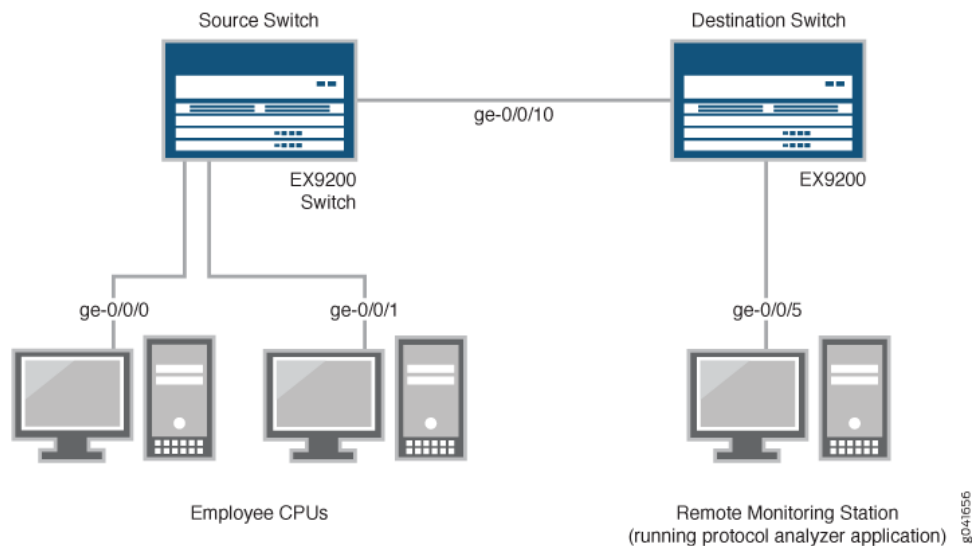 Source Switch
Destination Switch
ge-0/0/10
EX9200
Switch
EX9200
ge-0/0/0
ge-0/0/1
ge-0/0/5
Employee CPUs
Remote Monitoring Station
(running protocol analyzer application)
g041656